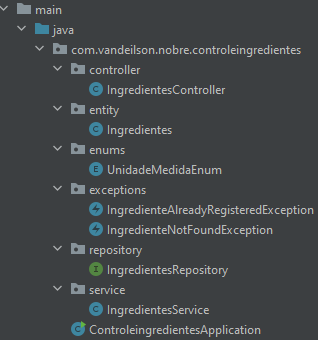 main
java
com.vandeilson.nobre.controleingredientes
controller
IngredientesController
entity
Ingredientes
enums
UnidadeMedidaEnum
exceptions
IngredienteAlreadyRegisteredException
IngredienteNotFoundException
repository
IngredientesRepository
service
IngredientesService
ControleingredientesApplication